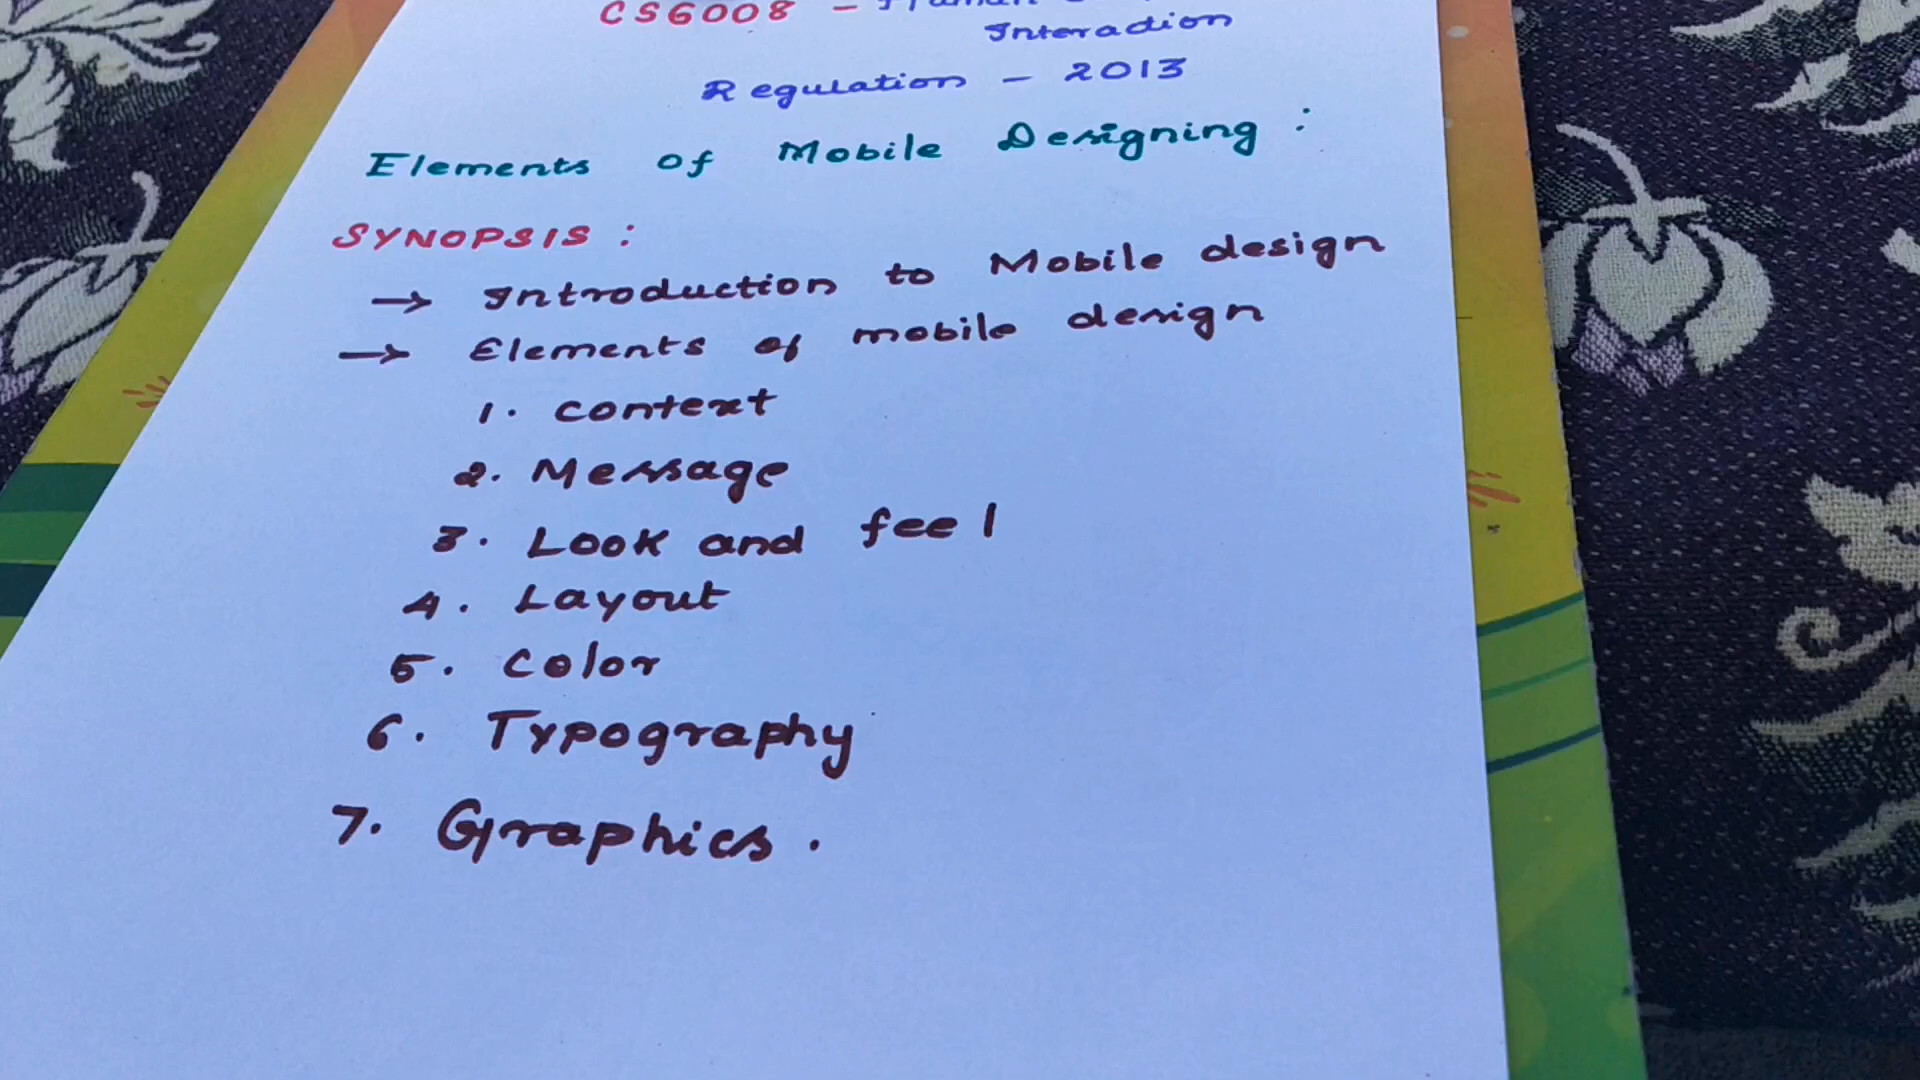 CS6008 - Human
Interaction
Regulation - 2013
Elements of Mobile Designing :
SYNOPSIS :
→ Introduction to Mobile design
→ Elements of mobile design
1. context
2. Message
3. Look and feel
4. Layout
5. Color
6. Typography
7. Graphics.